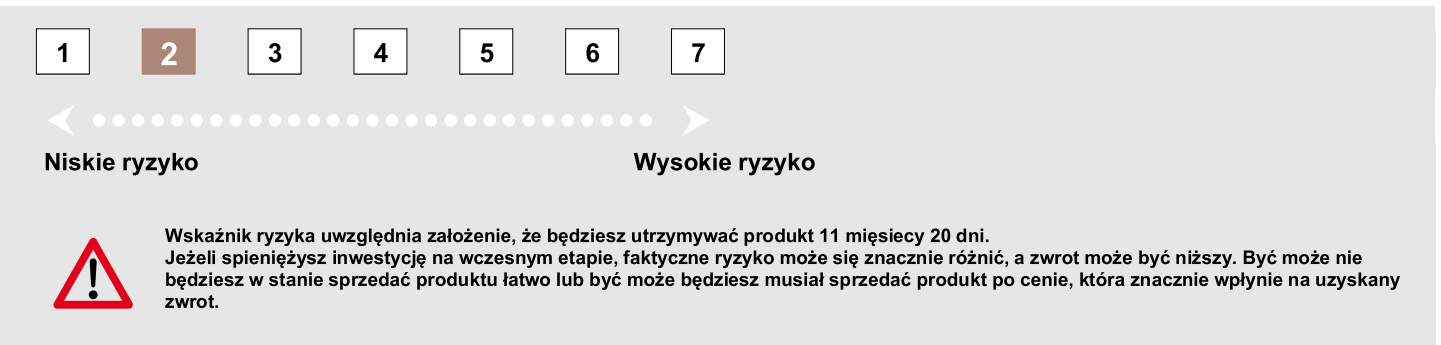 1 2 3 4 5 6 7
Niskie ryzyko Wysokie ryzyko
Wskaźnik ryzyka uwzględnia założenie, że będziesz utrzymywać produkt 11 mięsiecy 20 dni.
Jeżeli spieniężysz inwestycję na wczesnym etapie, faktyczne ryzyko może się znacznie różnić, a zwrot może być niższy. Być może nie
będziesz w stanie sprzedać produktu łatwo lub być może będziesz musiał sprzedać produkt po cenie, która znacznie wpłynie na uzyskany
zwrot.